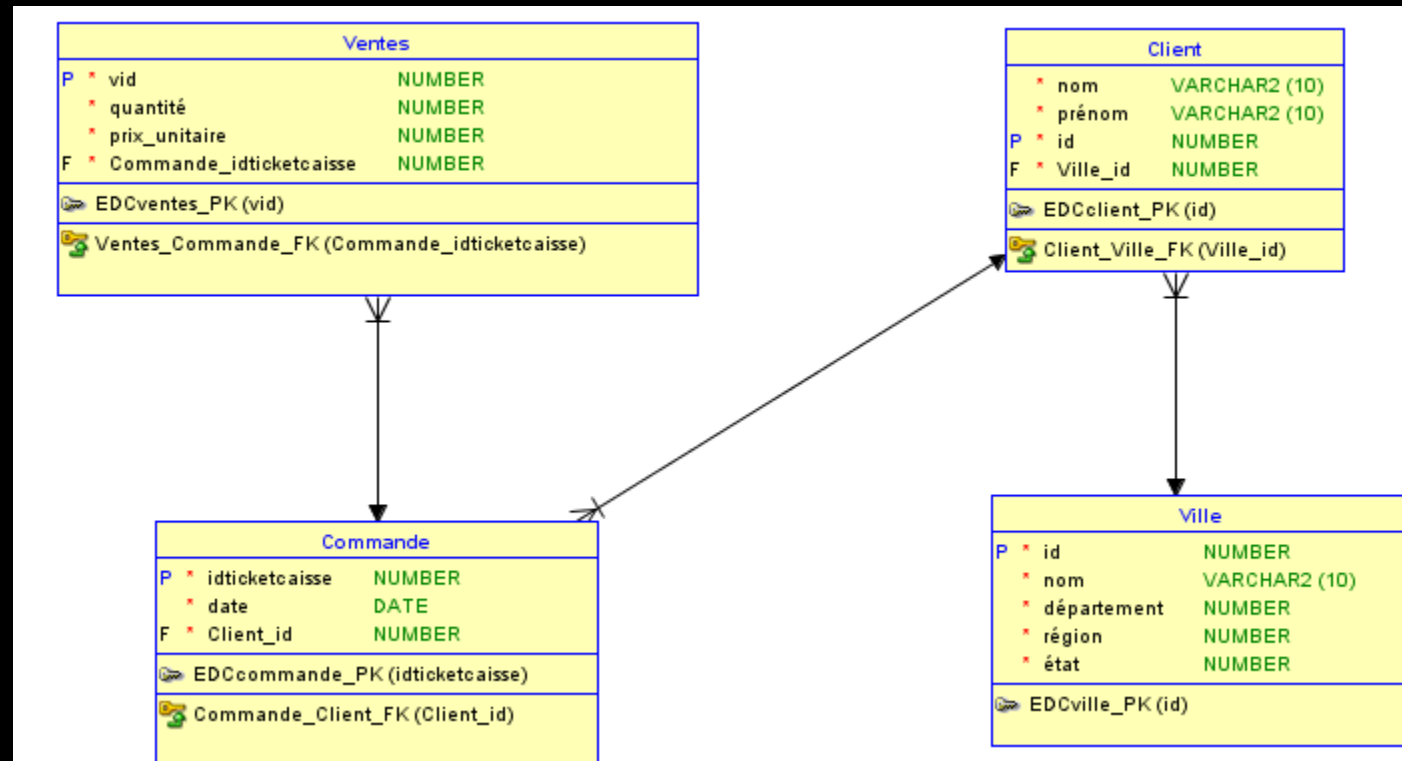 Ventes
P * vid NUMBER
* quantité NUMBER
* prix_unitaire NUMBER
F * Commande_idticketcaisse NUMBER
EDCventes_PK (vid)
Ventes_Commande_FK (Commande_idticketcaisse)
Client
* nom VARCHAR2 (10)
* prénom VARCHAR2 (10)
P * id NUMBER
F * Ville_id NUMBER
EDCclient_PK (id)
Client_Ville_FK (Ville_id)
Commande
P * idticketcaisse NUMBER
* date DATE
F * Client_id NUMBER
EDCcommande_PK (idticketcaisse)
Commande_Client_FK (Client_id)
Ville
P * id NUMBER
* nom VARCHAR2 (10)
* département NUMBER
* région NUMBER
* état NUMBER
EDCville_PK (id)